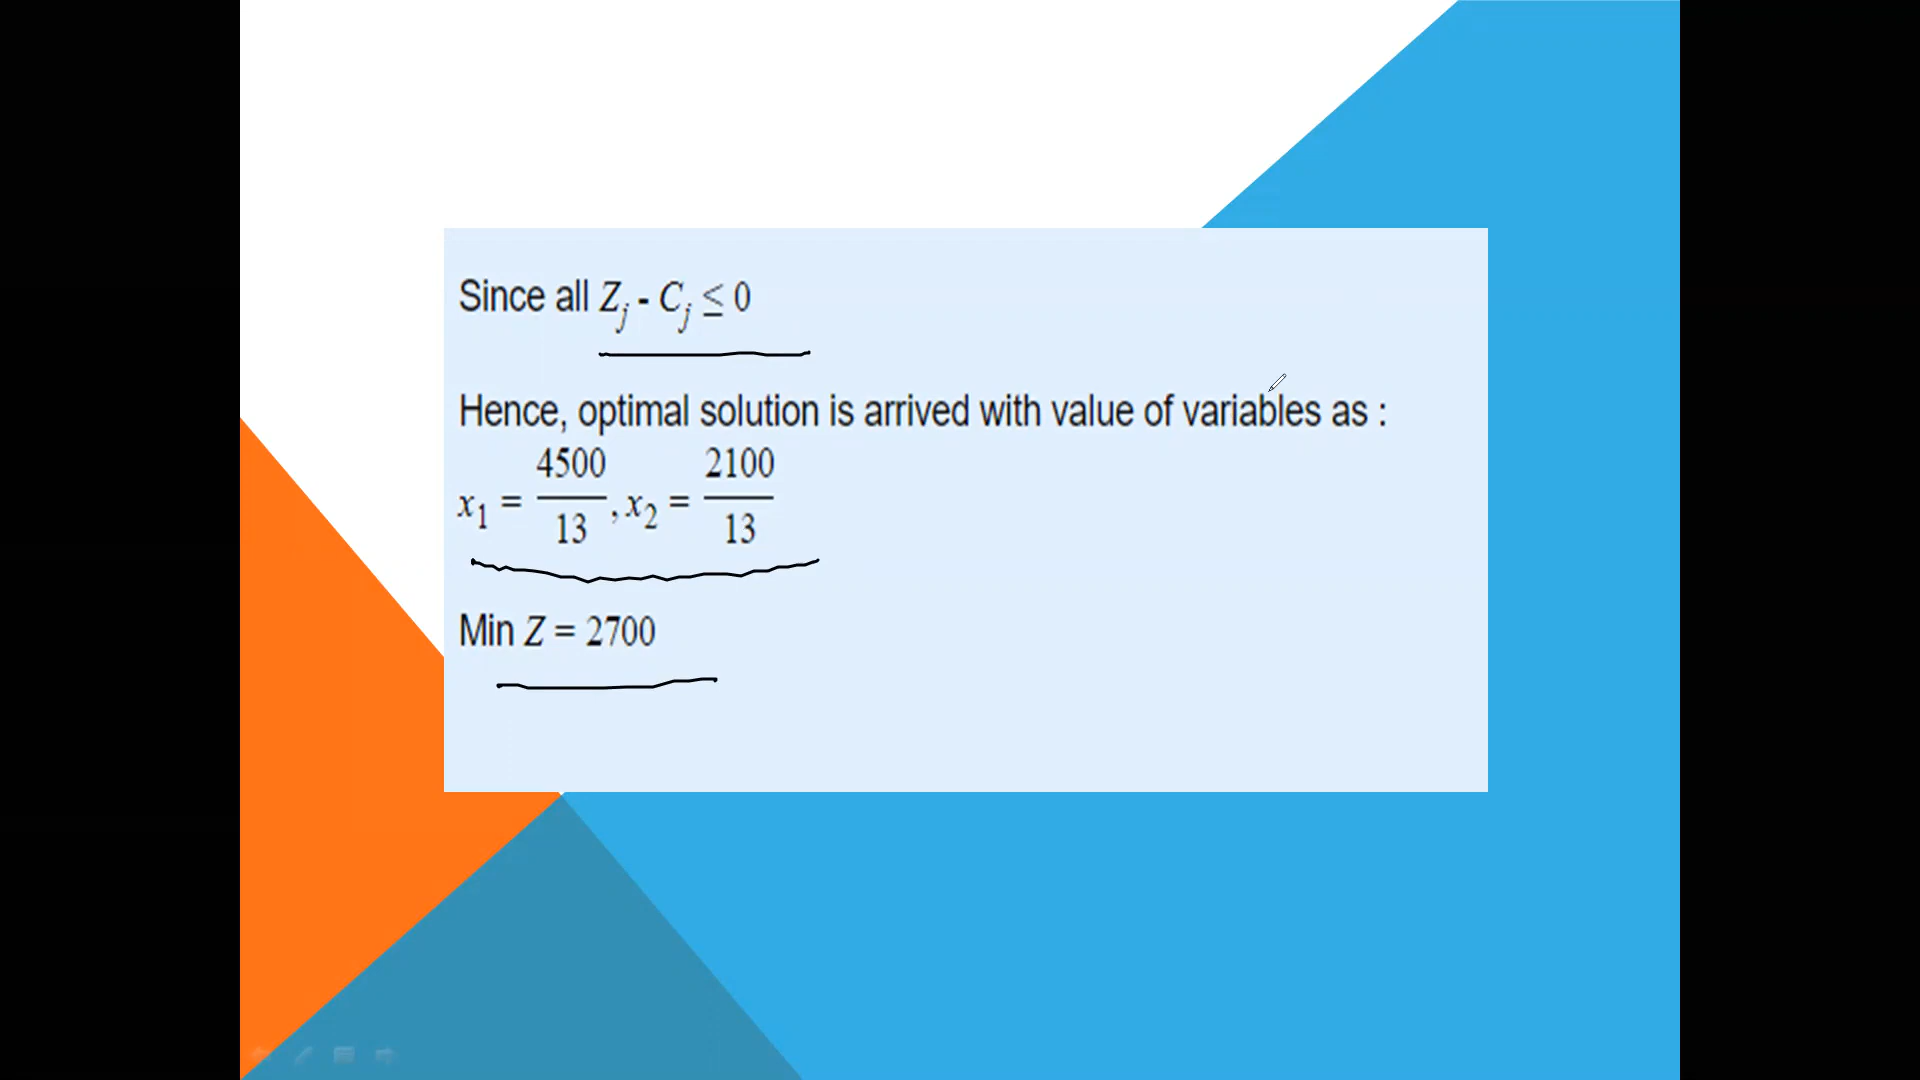 Since all Zj - Cj ≤ 0
Hence, optimal solution is arrived with value of variables as :
x1 = 4500/13 , x2 = 2100/13
Min Z = 2700